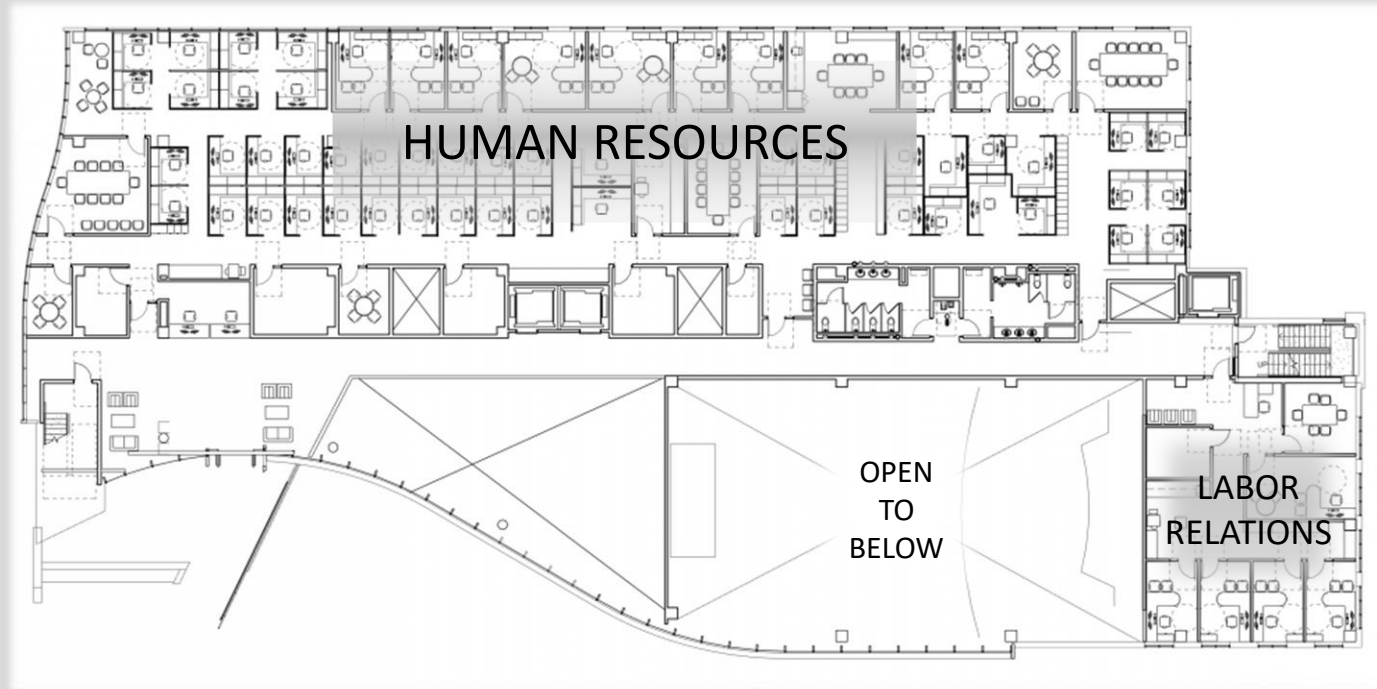 HUMAN RESOURCES
OPEN
TO
BELOW
LABOR
RELATIONS